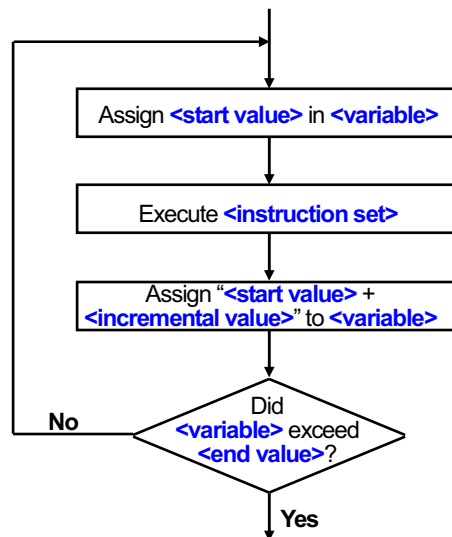 Assign <start value> in <variable>
Execute <instruction set>
Assign “<start value> +
<incremental value>” to <variable>
Did
<variable> exceed
<end value>?
No
Yes